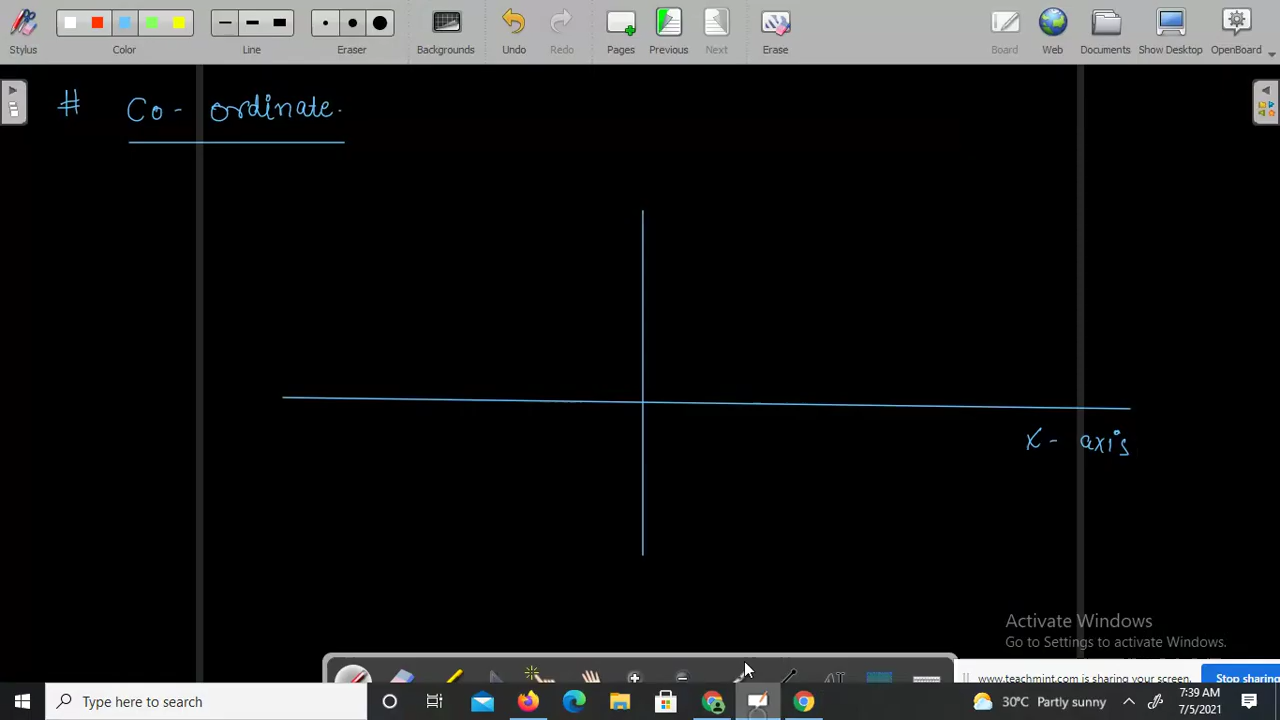 Stylus Color Line Eraser Backgrounds Undo Redo Pages Previous Next Erase Board Web Documents Show Desktop OpenBoard
# Co-ordinate.
X-axis
Activate Windows
Go to Settings to activate Windows.
www.teachmint.com is sharing your screen. Stop sharing
Type here to search
30°C Partly sunny
7:39 AM
7/5/2021